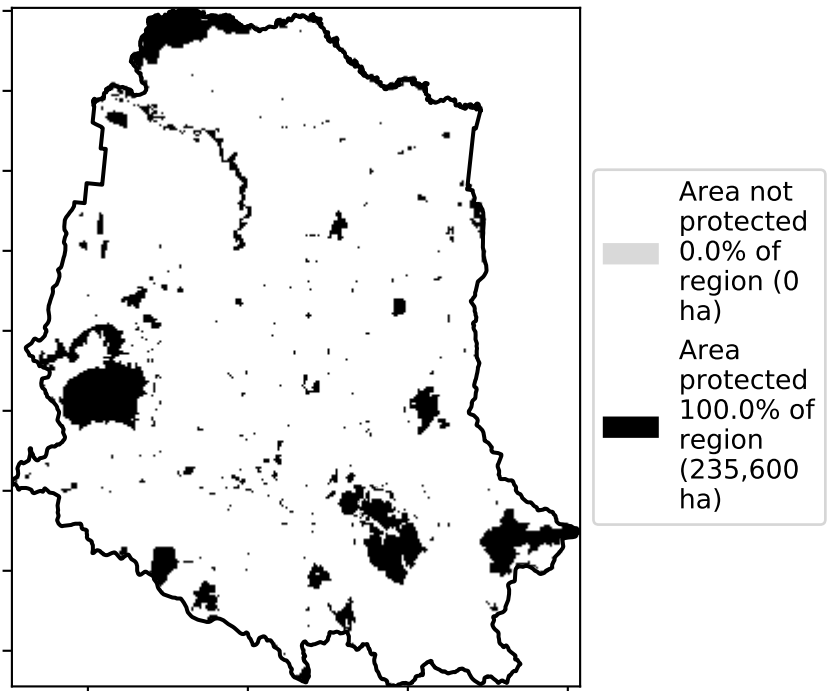 Area not
protected
0.0% of
region (0
ha)
Area
protected
100.0% of
region
(235,600
ha)